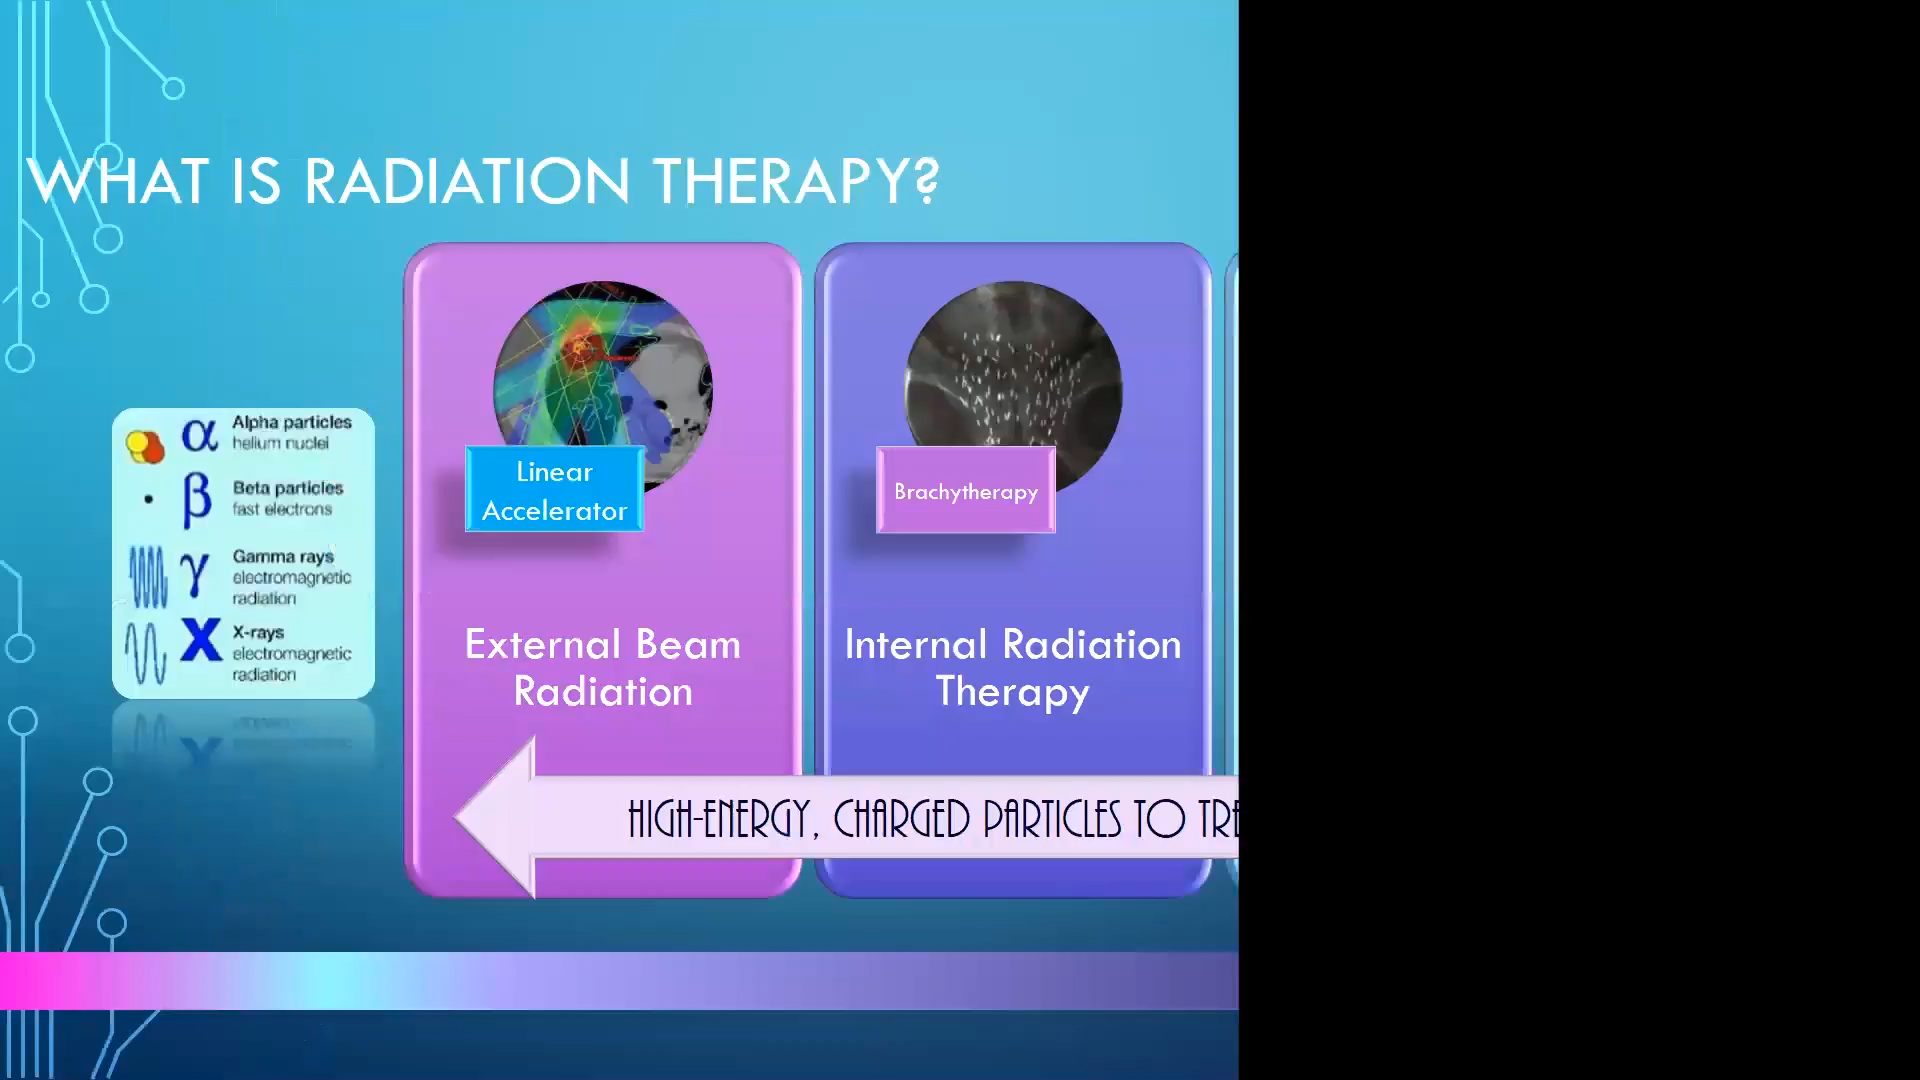 WHAT IS RADIATION THERAPY?
α Alpha particles
helium nuclei
β Beta particles
fast electrons
γ Gamma rays
electromagnetic
radiation
X X-rays
electromagnetic
radiation
Linear
Accelerator
External Beam
Radiation
Brachytherapy
Internal Radiation
Therapy
HIGH-ENERGY, CHARGED PARTICLES TO